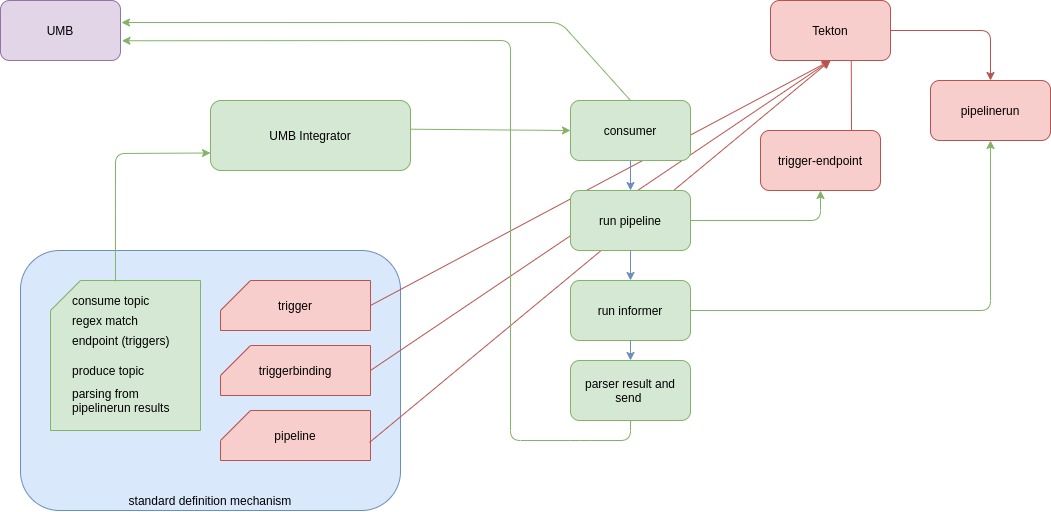 UMB
Tekton
pipelinerun
UMB Integrator
consumer
trigger-endpoint
run pipeline
run informer
parser result and
send
consume topic
regex match
endpoint (triggers)
produce topic
parsing from
pipelinerun results
trigger
triggerbinding
pipeline
standard definition mechanism